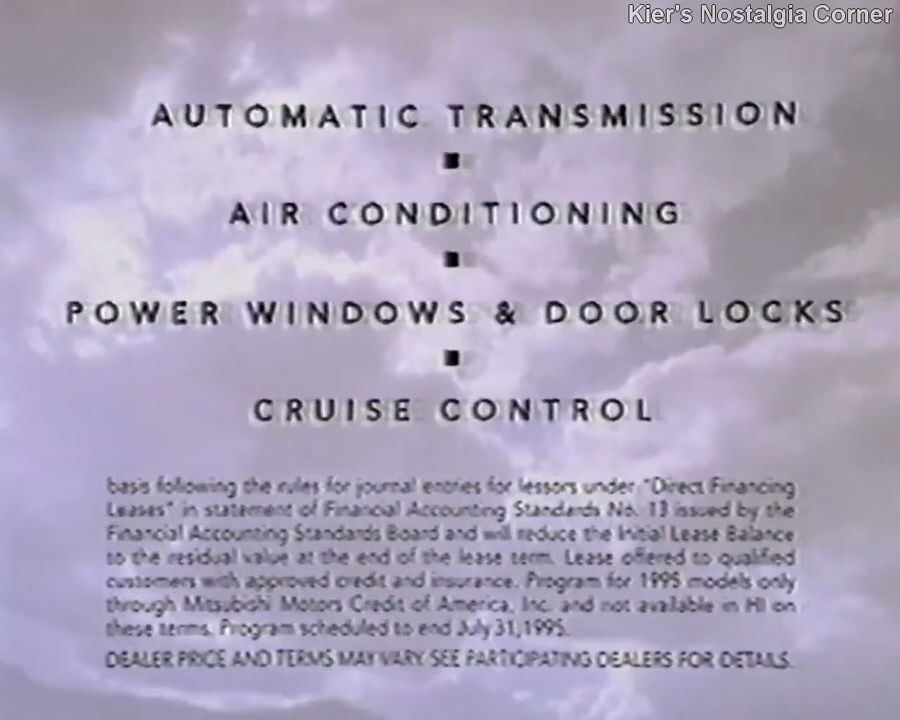 Kier's Nostalgia Corner
AUTOMATIC TRANSMISSION
AIR CONDITIONING
POWER WINDOWS & DOOR LOCKS
CRUISE CONTROL
basis following the rules for journal entries for lessors under "Direct Financing
Leases" in statement of Financial Accounting Standards No. 13 issued by the
Financial Accounting Standards Board and will reduce the Initial Lease Balance
to the residual value at the end of the lease term. Lease offered to qualified
customers with approved credit and insurance. Program for 1995 models only
through Mitsubishi Motors Credit of America, Inc. and not available in HI on
these terms. Program scheduled to end July 31,1995.
DEALER PRICE AND TERMS MAY VARY. SEE PARTICIPATING DEALERS FOR DETAILS.